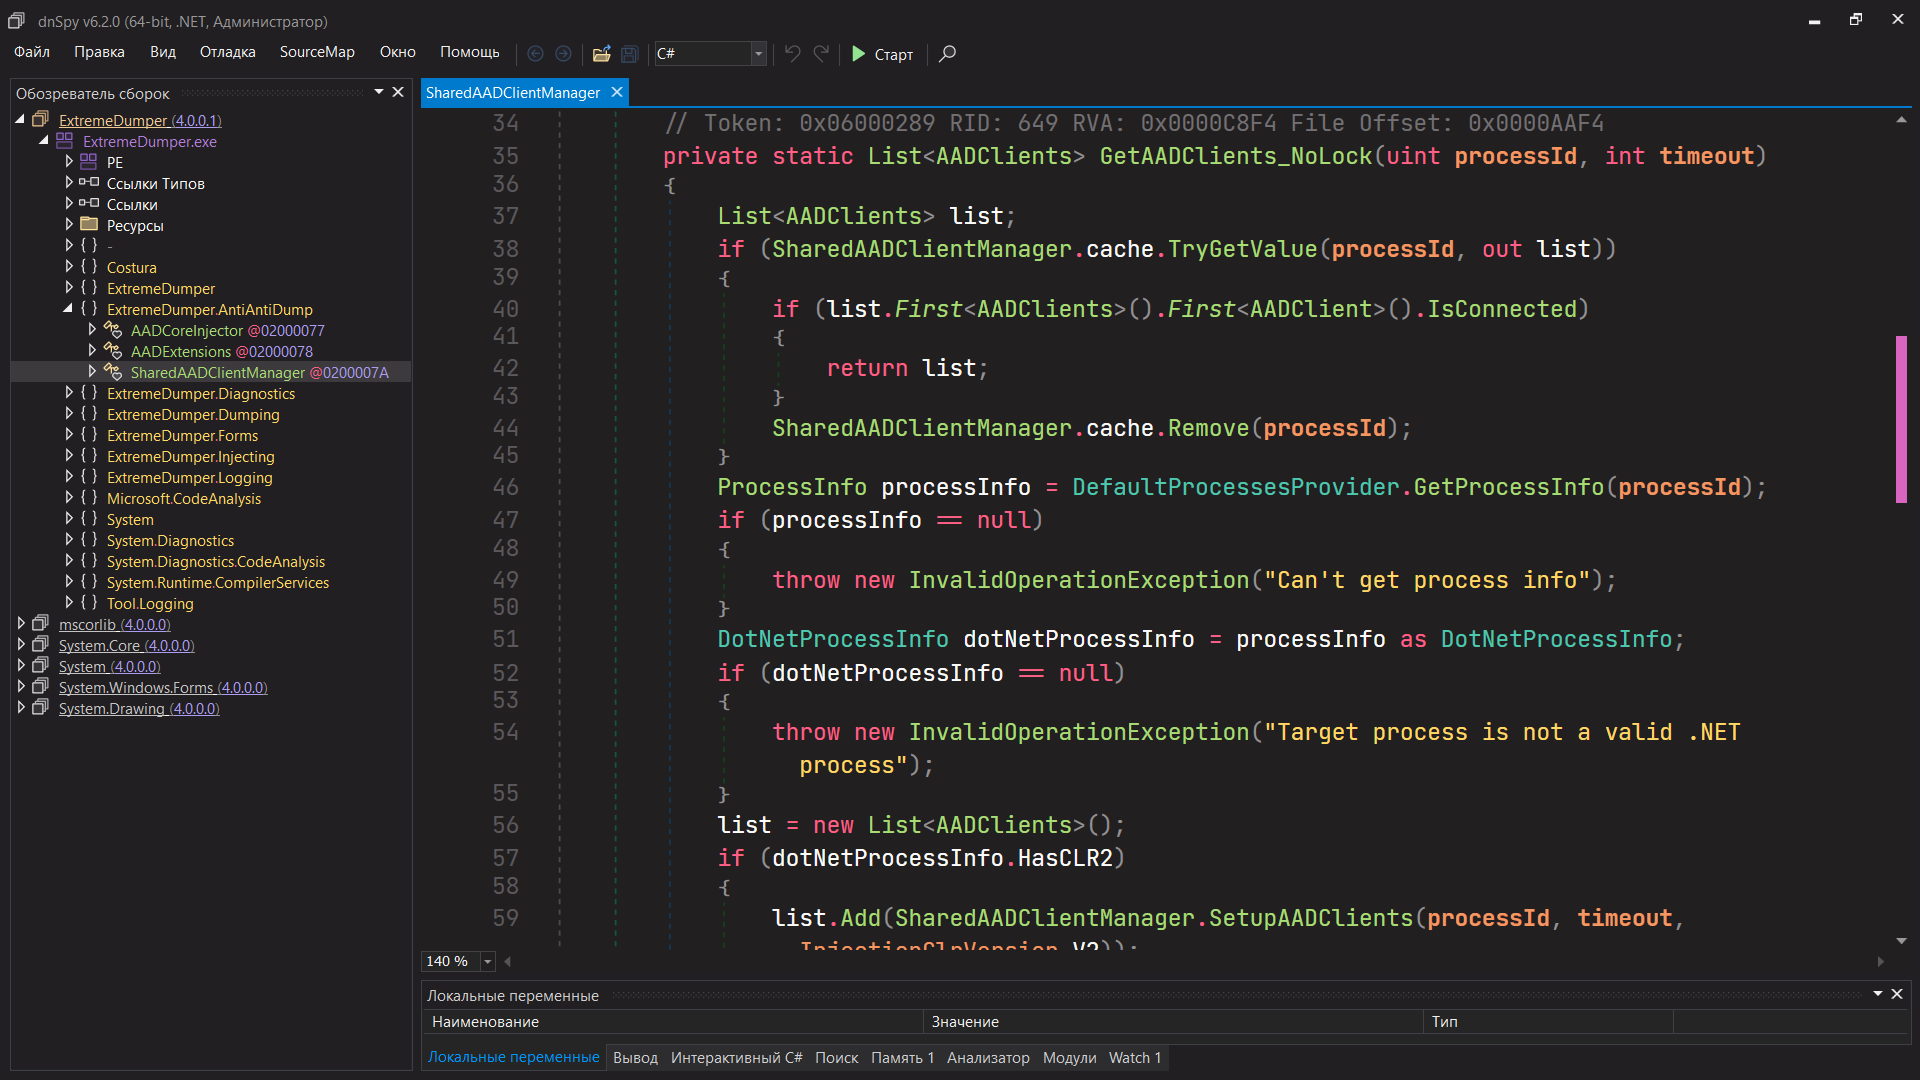 dnSpy v6.2.0 (64-bit, .NET, Администратор)
Файл Правка Вид Отладка SourceMap Окно Помощь C# Старт
Обозреватель сборок
ExtremeDumper (4.0.0.1)
ExtremeDumper.exe
PE
Ссылки Типов
Ссылки
Ресурсы
{ } -
{ } Costura
{ } ExtremeDumper
{ } ExtremeDumper.AntiAntiDump
AADCoreInjector @02000077
AADExtensions @02000078
SharedAADClientManager @0200007A
{ } ExtremeDumper.Diagnostics
{ } ExtremeDumper.Dumping
{ } ExtremeDumper.Forms
{ } ExtremeDumper.Injecting
{ } ExtremeDumper.Logging
{ } Microsoft.CodeAnalysis
{ } System
{ } System.Diagnostics
{ } System.Diagnostics.CodeAnalysis
{ } System.Runtime.CompilerServices
{ } Tool.Logging
mscorlib (4.0.0.0)
System.Core (4.0.0.0)
System (4.0.0.0)
System.Windows.Forms (4.0.0.0)
System.Drawing (4.0.0.0)
SharedAADClientManager
34 // Token: 0x06000289 RID: 649 RVA: 0x0000C8F4 File Offset: 0x0000AAF4
35 private static List<AADClients> GetAADClients_NoLock(uint processId, int timeout)
36 {
37 List<AADClients> list;
38 if (SharedAADClientManager.cache.TryGetValue(processId, out list))
39 {
40 if (list.First<AADClients>().First<AADClient>().IsConnected)
41 {
42 return list;
43 }
44 SharedAADClientManager.cache.Remove(processId);
45 }
46 ProcessInfo processInfo = DefaultProcessesProvider.GetProcessInfo(processId);
47 if (processInfo == null)
48 {
49 throw new InvalidOperationException("Can't get process info");
50 }
51 DotNetProcessInfo dotNetProcessInfo = processInfo as DotNetProcessInfo;
52 if (dotNetProcessInfo == null)
53 {
54 throw new InvalidOperationException("Target process is not a valid .NET
process");
55 }
56 list = new List<AADClients>();
57 if (dotNetProcessInfo.HasCLR2)
58 {
59 list.Add(SharedAADClientManager.SetupAADClients(processId, timeout,
InjectionClrVersion.V2));
140 %
Локальные переменные
Наименование Значение Тип
Локальные переменные Вывод Интерактивный C# Поиск Память 1 Анализатор Модули Watch 1